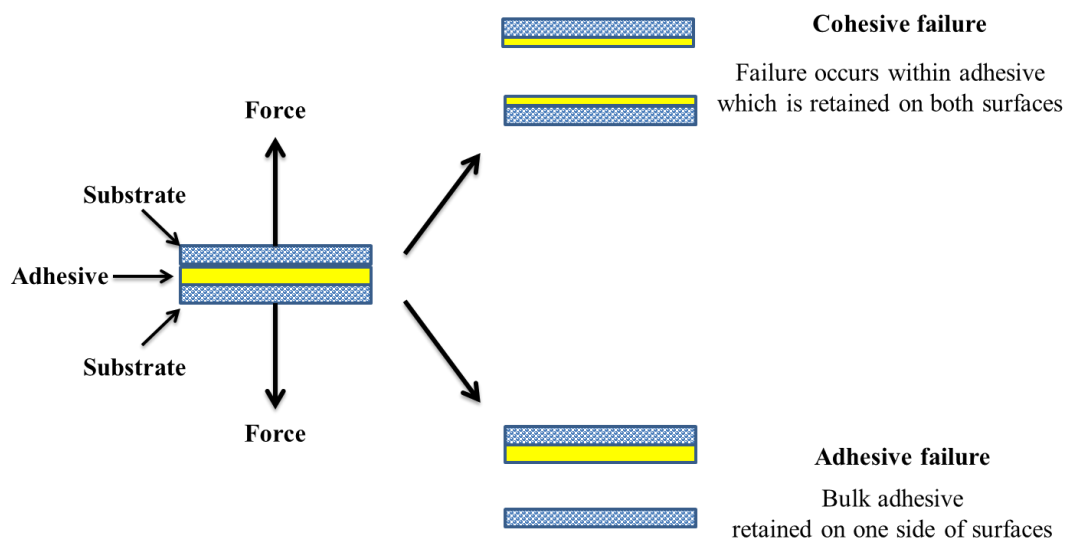 Cohesive failure
Failure occurs within adhesive
which is retained on both surfaces
Force
Substrate
Adhesive
Substrate
Force
Adhesive failure
Bulk adhesive
retained on one side of surfaces